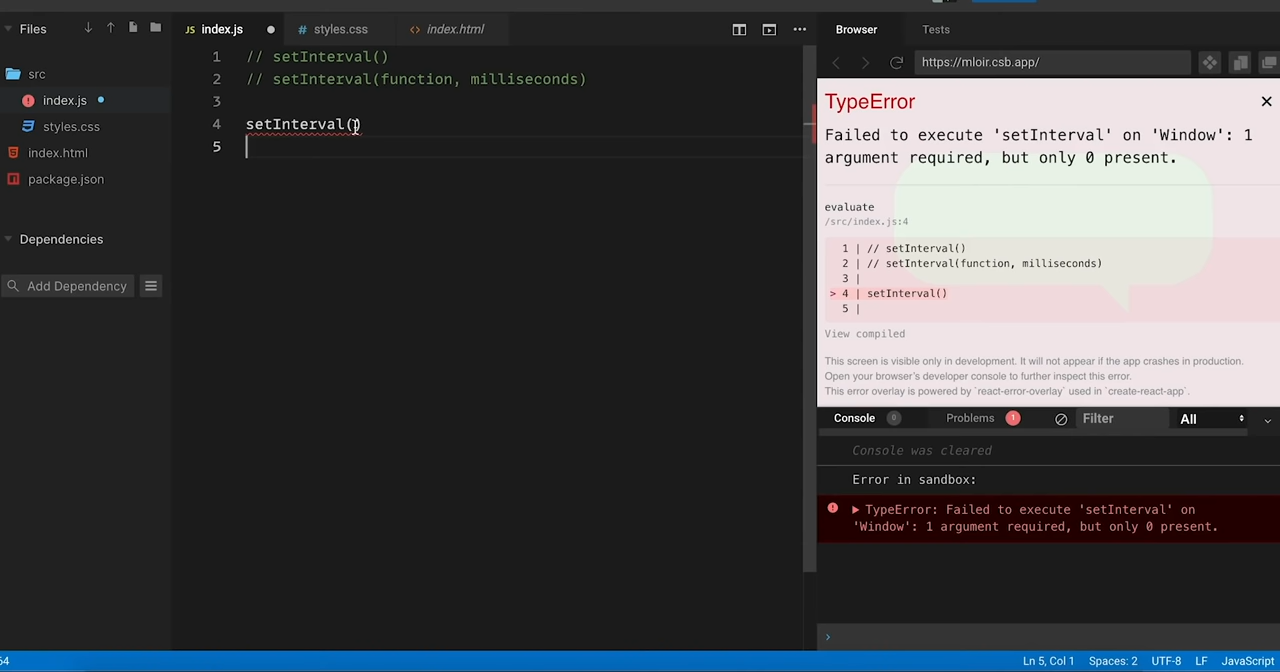 Files
JS index.js
# styles.css
<> index.html
Browser
Tests
https://mloir.csb.app/
src
index.js
styles.css
index.html
package.json
Dependencies
Add Dependency
1 // setInterval()
2 // setInterval(function, milliseconds)
3
4 setInterval()
5
TypeError
Failed to execute 'setInterval' on 'Window': 1
argument required, but only 0 present.
evaluate
/src/index.js:4
1 | // setInterval()
2 | // setInterval(function, milliseconds)
3 |
> 4 | setInterval()
5 |
View compiled
This screen is visible only in development. It will not appear if the app crashes in production.
Open your browser's developer console to further inspect this error.
This error overlay is powered by `react-error-overlay` used in `create-react-app`.
Console 0 Problems 1 Filter All
Console was cleared
Error in sandbox:
TypeError: Failed to execute 'setInterval' on
'Window': 1 argument required, but only 0 present.
64
Ln 5, Col 1 Spaces: 2 UTF-8 LF JavaScript